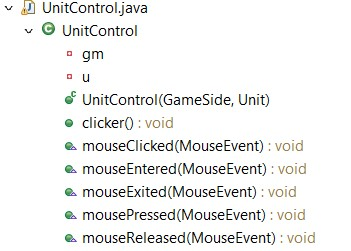 UnitControl.java
UnitControl
gm
u
UnitControl(GameSide, Unit)
clicker() : void
mouseClicked(MouseEvent) : void
mouseEntered(MouseEvent) : void
mouseExited(MouseEvent) : void
mousePressed(MouseEvent) : void
mouseReleased(MouseEvent) : void